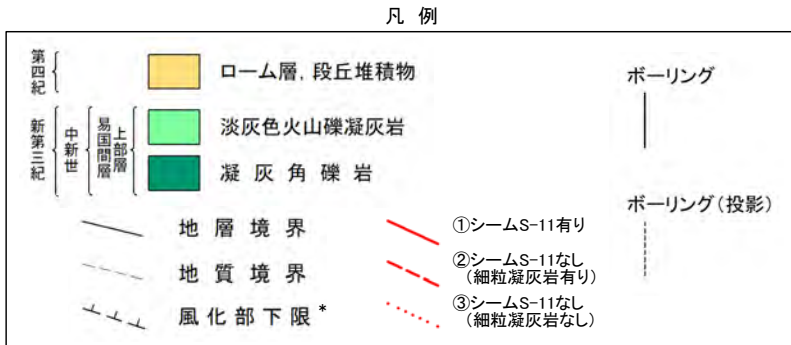 凡 例
第四紀
ローム層, 段丘堆積物
新第三紀
中新世
易国間層
上部層
淡灰色火山礫凝灰岩
凝 灰 角 礫 岩
地 層 境 界
地 質 境 界
風 化 部 下 限 *
①シームS-11有り
②シームS-11なし
(細粒凝灰岩有り)
③シームS-11なし
(細粒凝灰岩なし)
ボーリング
ボーリング(投影)